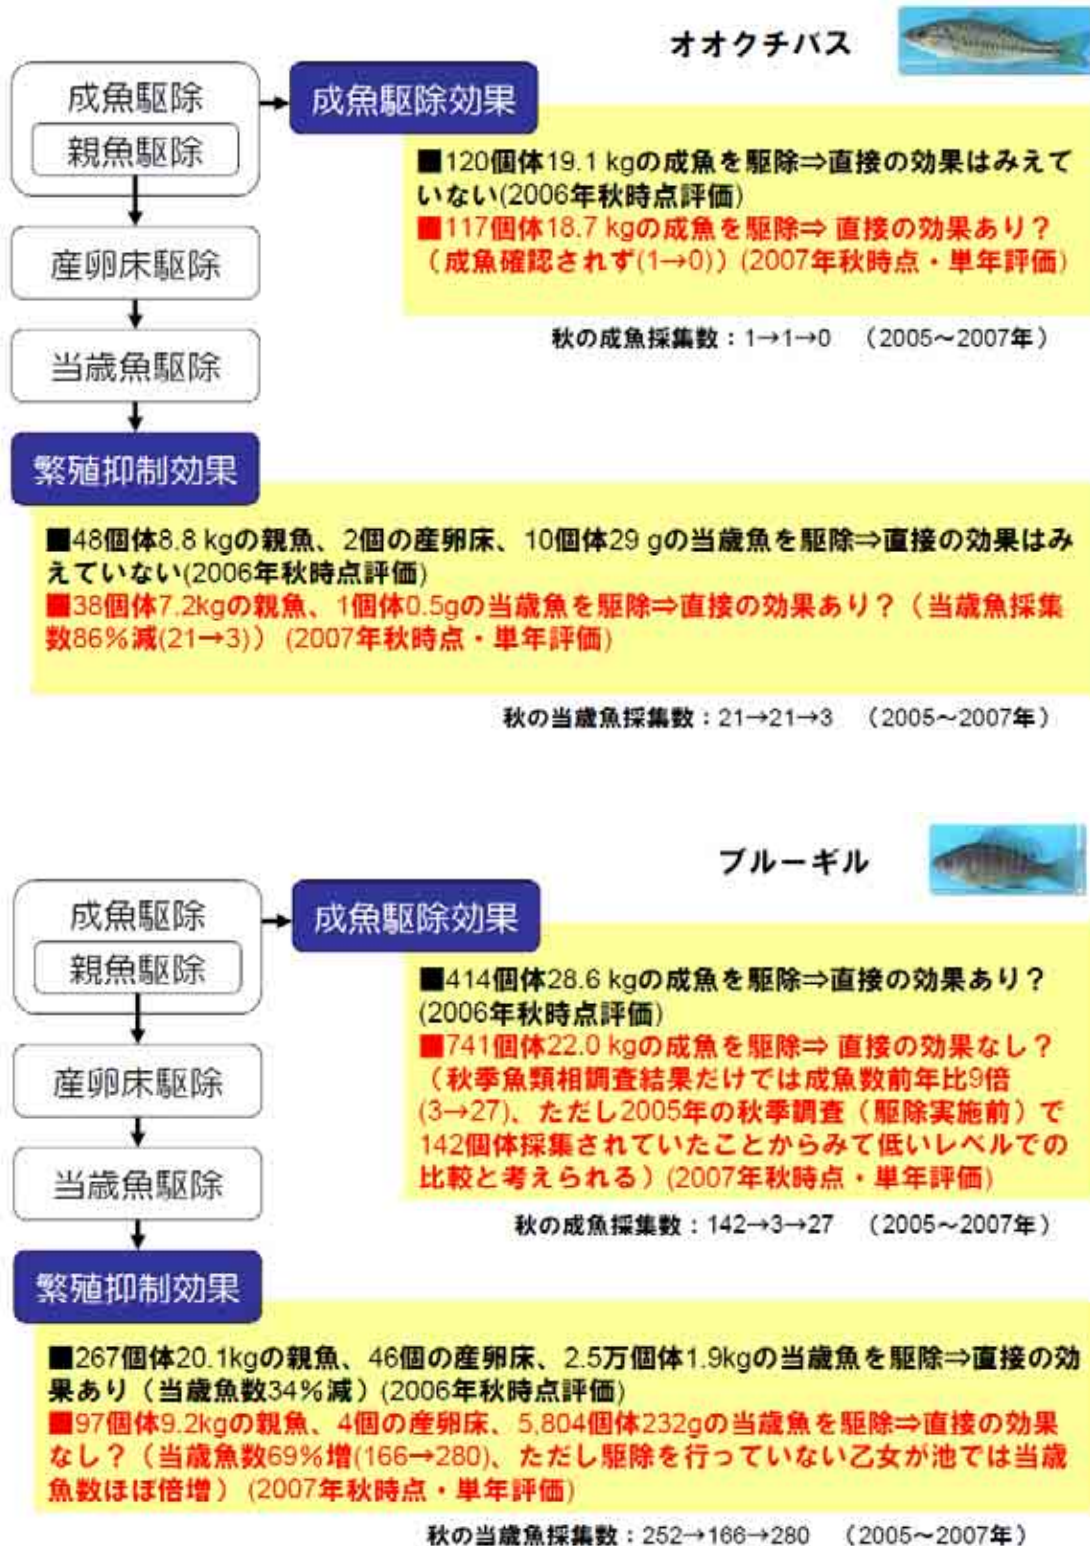 オオクチバス
成魚駆除
親魚駆除
成魚駆除効果
■120個体19.1 kgの成魚を駆除⇒直接の効果はみえて
いない(2006年秋時点評価)
■117個体18.7 kgの成魚を駆除⇒ 直接の効果あり？
（成魚確認されず(1→0)）(2007年秋時点・単年評価)
秋の成魚採集数：1→1→0　（2005～2007年）
産卵床駆除
当歳魚駆除
繁殖抑制効果
■48個体8.8 kgの親魚、2個の産卵床、10個体29 gの当歳魚を駆除⇒直接の効果はみ
えていない(2006年秋時点評価)
■38個体7.2kgの親魚、1個体0.5gの当歳魚を駆除⇒直接の効果あり？（当歳魚採集
数86％減(21→3)） (2007年秋時点・単年評価)
秋の当歳魚採集数：21→21→3　（2005～2007年）
ブルーギル
成魚駆除
親魚駆除
成魚駆除効果
■414個体28.6 kgの成魚を駆除⇒直接の効果あり？
(2006年秋時点評価)
■741個体22.0 kgの成魚を駆除⇒ 直接の効果なし？
（秋季魚類相調査結果だけでは成魚数前年比9倍
(3→27)、ただし2005年の秋季調査（駆除実施前）で
142個体採集されていたことからみて低いレベルでの
比較と考えられる）(2007年秋時点・単年評価)
秋の成魚採集数：142→3→27　（2005～2007年）
産卵床駆除
当歳魚駆除
繁殖抑制効果
■267個体20.1kgの親魚、46個の産卵床、2.5万個体1.9kgの当歳魚を駆除⇒直接の効
果あり（当歳魚数34％減）(2006年秋時点評価)
■97個体9.2kgの親魚、4個の産卵床、5,804個体232gの当歳魚を駆除⇒直接の効果
なし？（当歳魚数69％増(166→280)、ただし駆除を行っていない乙女が池では当歳
魚数ほぼ倍増） (2007年秋時点・単年評価)
秋の当歳魚採集数：252→166→280　（2005～2007年）